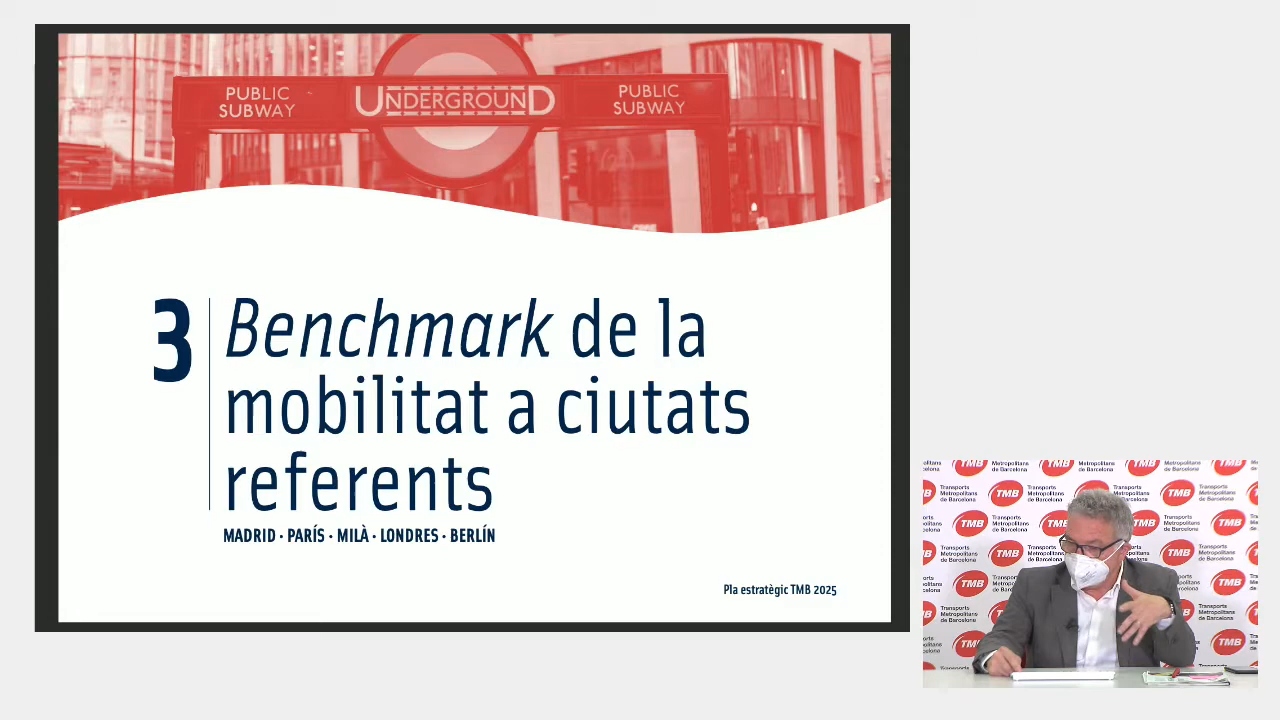 PUBLIC
SUBWAY
UNDERGROUND
PUBLIC
SUBWAY
3
Benchmark de la
mobilitat a ciutats
referents
MADRID · PARÍS · MILÀ · LONDRES · BERLÍN
Pla estratègic TMB 2025
TMB
Transports
Metropolitans
de Barcelona